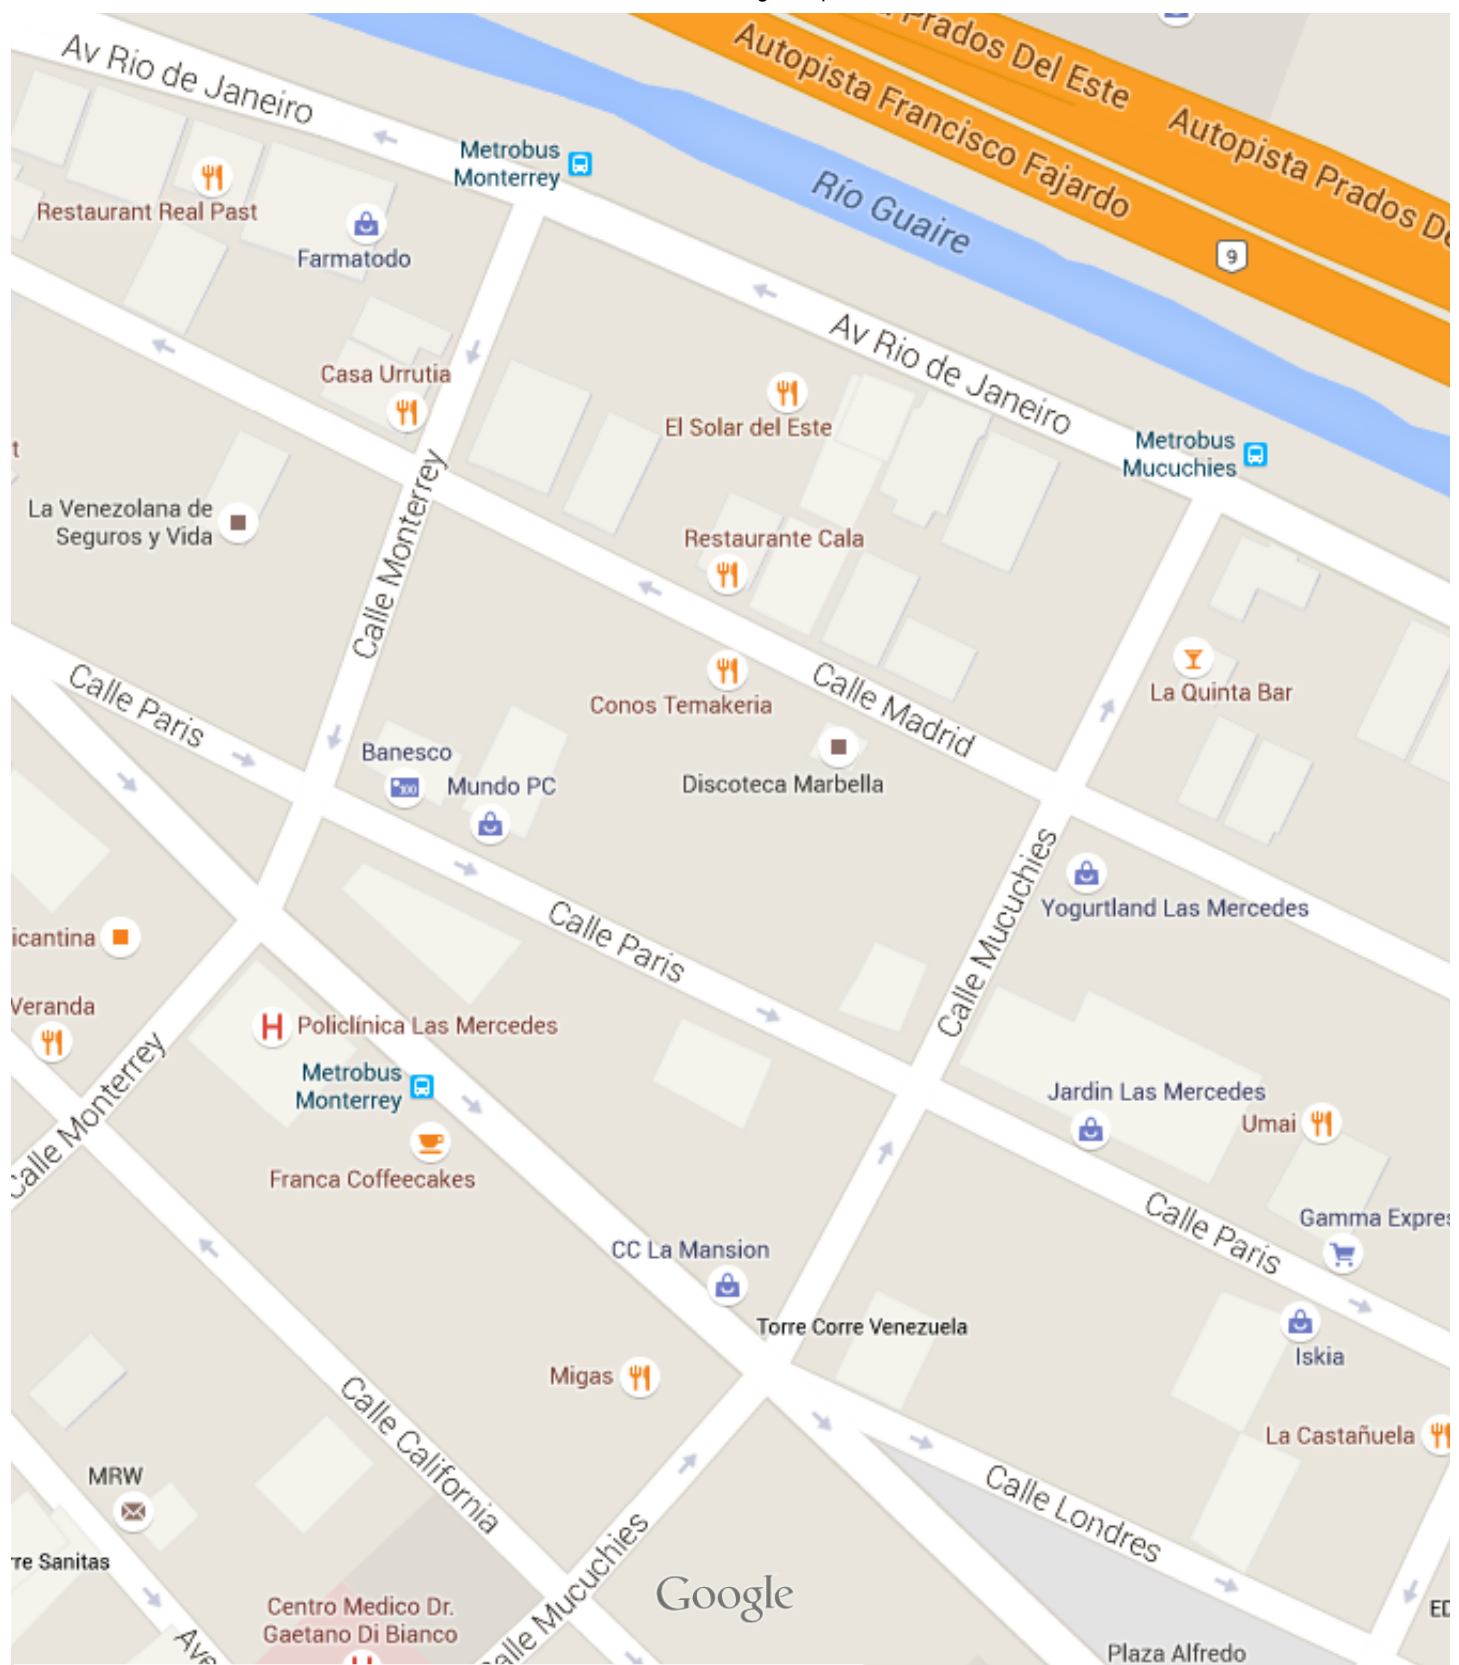 Prados Del Este
Autopista Francisco Fajardo
Autopista Prados De
Av Rio de Janeiro
Metrobus
Monterrey
Río Guaire
9
Restaurant Real Past
Farmatodo
Av Rio de Janeiro
Casa Urrutia
El Solar del Este
Metrobus
Mucuchies
t
La Venezolana de
Seguros y Vida
Calle Monterrey
Restaurante Cala
Calle Paris
Conos Temakeria
Calle Madrid
La Quinta Bar
Banesco
100
Mundo PC
Discoteca Marbella
Calle Mucuchies
Yogurtland Las Mercedes
icantina
Calle Paris
Veranda
H
Policlínica Las Mercedes
Metrobus
Monterrey
Calle Monterrey
Jardin Las Mercedes
Umai
Franca Coffeecakes
Calle Paris
Gamma Expres
CC La Mansion
Torre Corre Venezuela
Iskia
Migas
Calle California
La Castañuela
MRW
Calle Londres
rre Sanitas
Calle Mucuchies
Google
Centro Medico Dr.
Gaetano Di Bianco
H
Ave
Plaza Alfredo